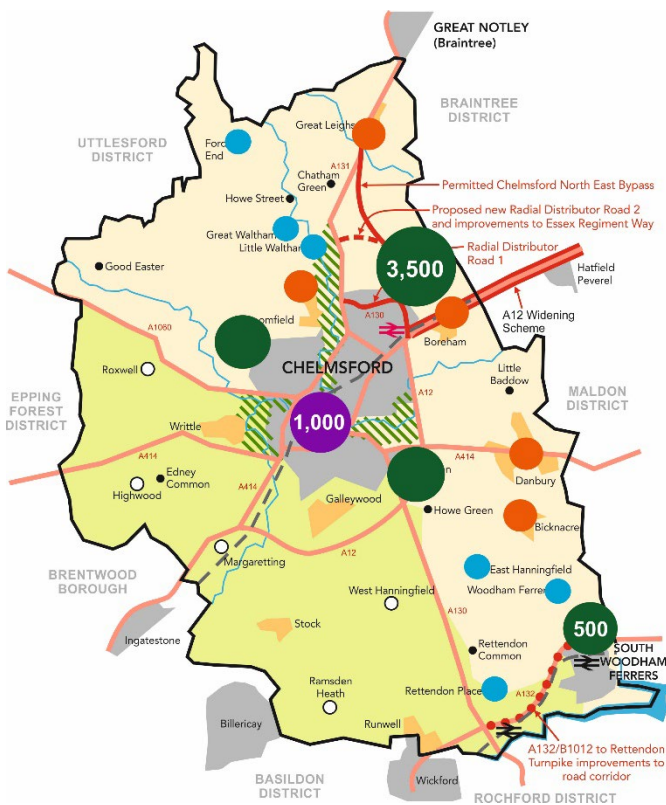 GREAT NOTLEY
(Braintree)
BRAINTREE
DISTRICT
UTTLESFORD
DISTRICT
Great Leighs
Ford
End
A131
Chatham
Green
Permitted Chelmsford North East Bypass
Howe Street
Proposed new Radial Distributor Road 2
and improvements to Essex Regiment Way
Great Waltham
Little Waltham
Radial Distributor
Road 1
3,500
Good Easter
Hatfield
Peverel
A130
A12 Widening
Scheme
A1060
Boreham
CHELMSFORD
Roxwell
Little
Baddow
EPPING
FOREST
DISTRICT
A12
MALDON
DISTRICT
1,000
Writtle
A414
A414
Danbury
Edney
Common
Highwood
A414
Galleywood
Howe Green
Bicknacre
Margaretting
A12
East Hanningfield
BRENTWOOD
BOROUGH
Woodham Ferrers
West Hanningfield
A130
500
Ingatestone
Stock
Rettendon
Common
SOUTH
WOODHAM
FERRERS
Ramsden
Heath
Rettendon Place
A132
Billericay
Runwell
A132/B1012 to Rettendon
Turnpike improvements to
road corridor
BASILDON
DISTRICT
Wickford
ROCHFORD DISTRICT